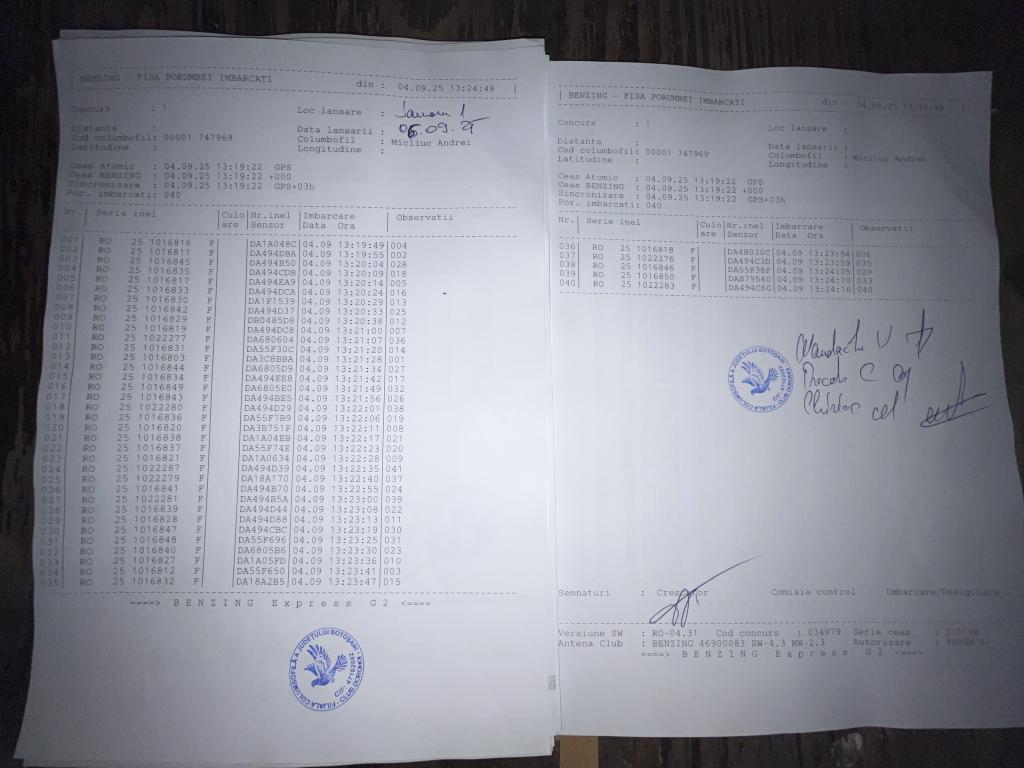 BENZING - FISA PORUMBEI IMBARCATI din : 04.09.25 13:24:48
Concurs : 1 Loc lansare :
Distanta : Data lansarii : 06.09.25
Cod columbofil: 00001 747969 Columbofil : Micliuc Andrei
Latitudine : Longitudine :
Ceas Atomic : 04.09.25 13:19:22 GPS
Ceas BENZING : 04.09.25 13:19:22 +000
Sincronizare : 04.09.25 13:19:22 GPS+03h
Por. imbarcati: 040
Nr. Serie inel Culo Nr.inel Imbarcare Observatii
are Senzor Data Ora
001 RO 25 1016816 F DA1A048C 04.09 13:19:49 004
002 RO 25 1016811 F DA494DBA 04.09 13:19:55 002
003 RO 25 1016845 F DA494B50 04.09 13:20:04 028
004 RO 25 1016835 F DA494CDB 04.09 13:20:09 018
005 RO 25 1016817 F DA494EA9 04.09 13:20:14 005
006 RO 25 1016833 F DA494DCA 04.09 13:20:24 016
007 RO 25 1016830 F DA1F1539 04.09 13:20:29 013
008 RO 25 1016842 F DA494D37 04.09 13:20:33 025
009 RO 25 1016829 F DB0485D8 04.09 13:20:38 012
010 RO 25 1016819 F DA494DC8 04.09 13:21:00 007
011 RO 25 1022277 F DA680604 04.09 13:21:07 036
012 RO 25 1016831 F DA55F30C 04.09 13:21:20 014
013 RO 25 1016803 F DA3C8BBA 04.09 13:21:28 001
014 RO 25 1016844 F DA6805D9 04.09 13:21:34 027
015 RO 25 1016834 F DA494EE8 04.09 13:21:42 017
016 RO 25 1016849 F DA6805E0 04.09 13:21:49 032
017 RO 25 1016843 F DA494BE5 04.09 13:21:56 026
018 RO 25 1022280 F DA494D29 04.09 13:22:01 038
019 RO 25 1016836 F DA55F7B9 04.09 13:22:06 019
020 RO 25 1016820 F DA3B751F 04.09 13:22:11 008
021 RO 25 1016838 F DA1A04EB 04.09 13:22:17 021
022 RO 25 1016837 F DA55F74E 04.09 13:22:23 020
023 RO 25 1016821 F DA1A0634 04.09 13:22:28 009
024 RO 25 1022287 F DA494D39 04.09 13:22:35 041
025 RO 25 1022279 F DA18A170 04.09 13:22:40 037
026 RO 25 1016841 F DA494B70 04.09 13:22:55 024
027 RO 25 1022281 F DA494B5A 04.09 13:23:00 039
028 RO 25 1016839 F DA494D44 04.09 13:23:08 022
029 RO 25 1016828 F DA494D88 04.09 13:23:13 011
030 RO 25 1016847 F DA494CBC 04.09 13:23:19 030
031 RO 25 1016848 F DA55F696 04.09 13:23:25 031
032 RO 25 1016840 F DA6805B6 04.09 13:23:30 023
033 RO 25 1016827 F DA1A05FD 04.09 13:23:36 010
034 RO 25 1016812 F DA55F650 04.09 13:23:41 003
035 RO 25 1016832 F DA18A2B5 04.09 13:23:47 015
====> B E N Z I N G E x p r e s s G 2 <====
FILIALA COLUMBOFILA A JUDETULUI BOTOSANI
BENZING - FISA PORUMBEI IMBARCATI din : 04.09.25 13:24:48
Concurs : 1 Loc lansare :
Distanta : Data lansarii :
Cod columbofil: 00001 747969 Columbofil : Micliuc Andrei
Latitudine : Longitudine :
Ceas Atomic : 04.09.25 13:19:22 GPS
Ceas BENZING : 04.09.25 13:19:22 +000
Sincronizare : 04.09.25 13:19:22 GPS+03h
Por. imbarcati: 040
Nr. Serie inel Culo Nr.inel Imbarcare Observatii
are Senzor Data Ora
036 RO 25 1016818 F DA4B020C 04.09 13:23:54 006
037 RO 25 1022276 F DA494C3D 04.09 13:23:59 035
038 RO 25 1016846 F DA55F38F 04.09 13:24:05 029
039 RO 25 1016850 F DAB79540 04.09 13:24:10 033
040 RO 25 1022283 F DA494C60 04.09 13:24:16 040
FILIALA COLUMBOFILA A JUDETULUI BOTOSANI
Semnaturi : Crescator Comisia control Imbarcare/Desigilare
Versiune SW : RO-04.31 Cod concurs : 034979 Serie ceas :
Antena Club : BENZING 46900083 SW-4.3 HW-2.3 Autorizare :
====> B E N Z I N G E x p r e s s G 2 <====